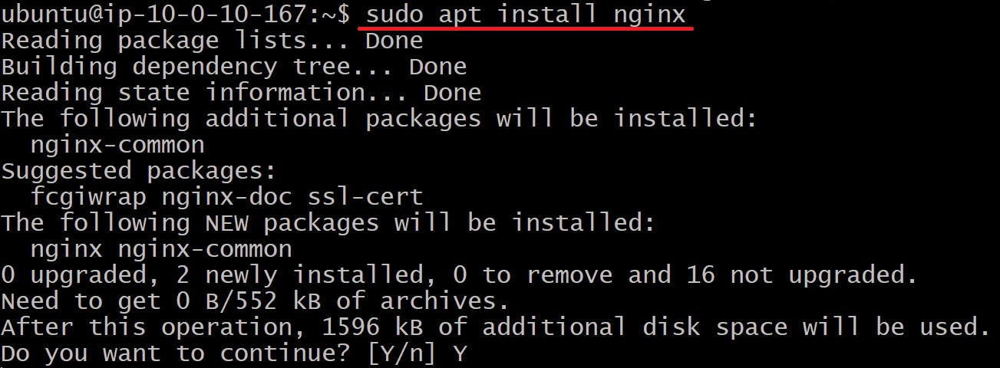 ubuntu@ip-10-0-10-167:~$ sudo apt install nginx
Reading package lists... Done
Building dependency tree... Done
Reading state information... Done
The following additional packages will be installed:
  nginx-common
Suggested packages:
  fcgiwrap nginx-doc ssl-cert
The following NEW packages will be installed:
  nginx nginx-common
0 upgraded, 2 newly installed, 0 to remove and 16 not upgraded.
Need to get 0 B/552 kB of archives.
After this operation, 1596 kB of additional disk space will be used.
Do you want to continue? [Y/n] Y